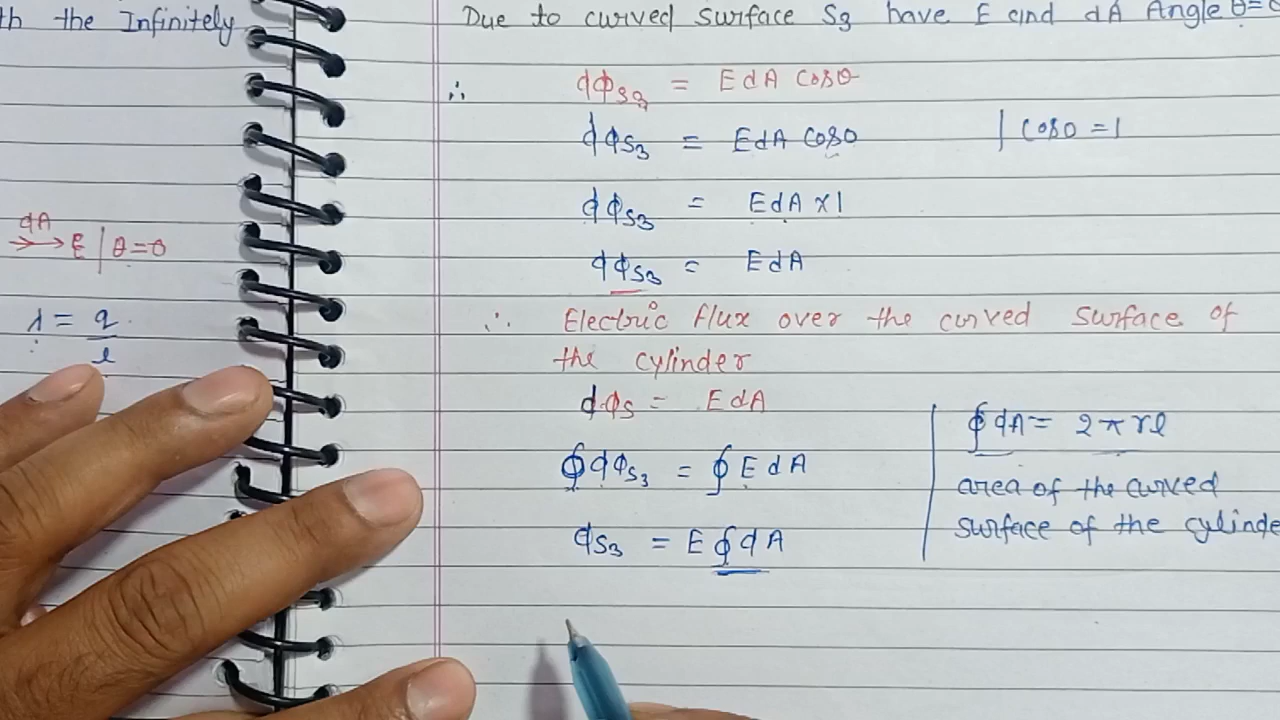 th the Infinitely
dA
E | θ=0
λ = q
l
Due to curved surface S3 have E and dA Angle θ=
∴ dϕS3 = EdA Cosθ
dϕS3 = EdA Cos0 | Cos0 = 1
dϕS3 = EdA x 1
dϕS3 = EdA
∴ Electric flux over the curved surface of
the cylinder
dϕS = EdA
∮dϕS3 = ∮EdA
ϕS3 = E∮dA
∮dA = 2πrl
area of the curved
surface of the cylinde